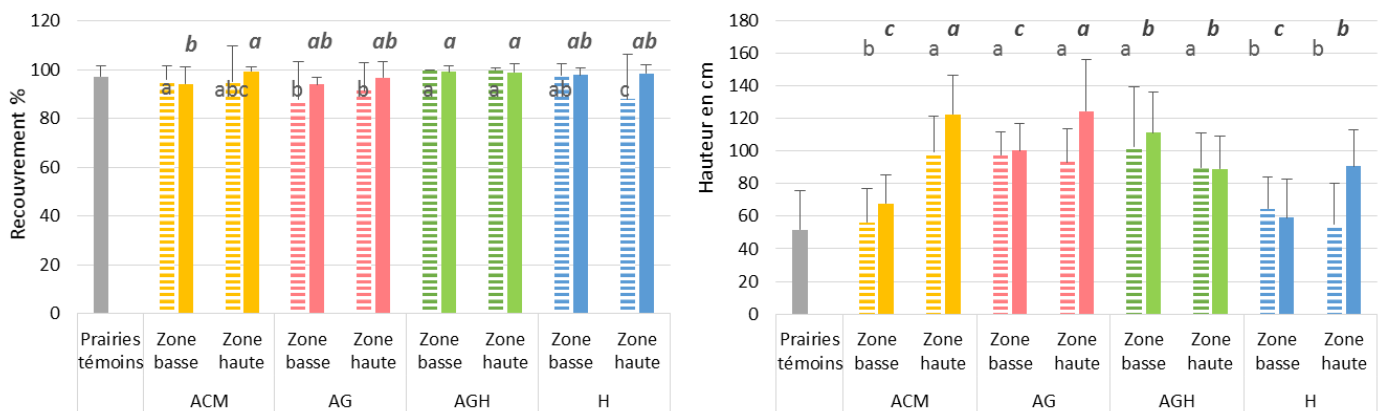 120
100
80
60
40
20
0
Recouvrement %
b a ab ab a a ab ab
a abc b b a a ab c
Prairies témoins
Zone basse
Zone haute
Zone basse
Zone haute
Zone basse
Zone haute
Zone basse
Zone haute
ACM AG AGH H
180
160
140
120
100
80
60
40
20
0
Hauteur en cm
c a c a b b c b
b a a a a a b b
Prairies témoins
Zone basse
Zone haute
Zone basse
Zone haute
Zone basse
Zone haute
Zone basse
Zone haute
ACM AG AGH H